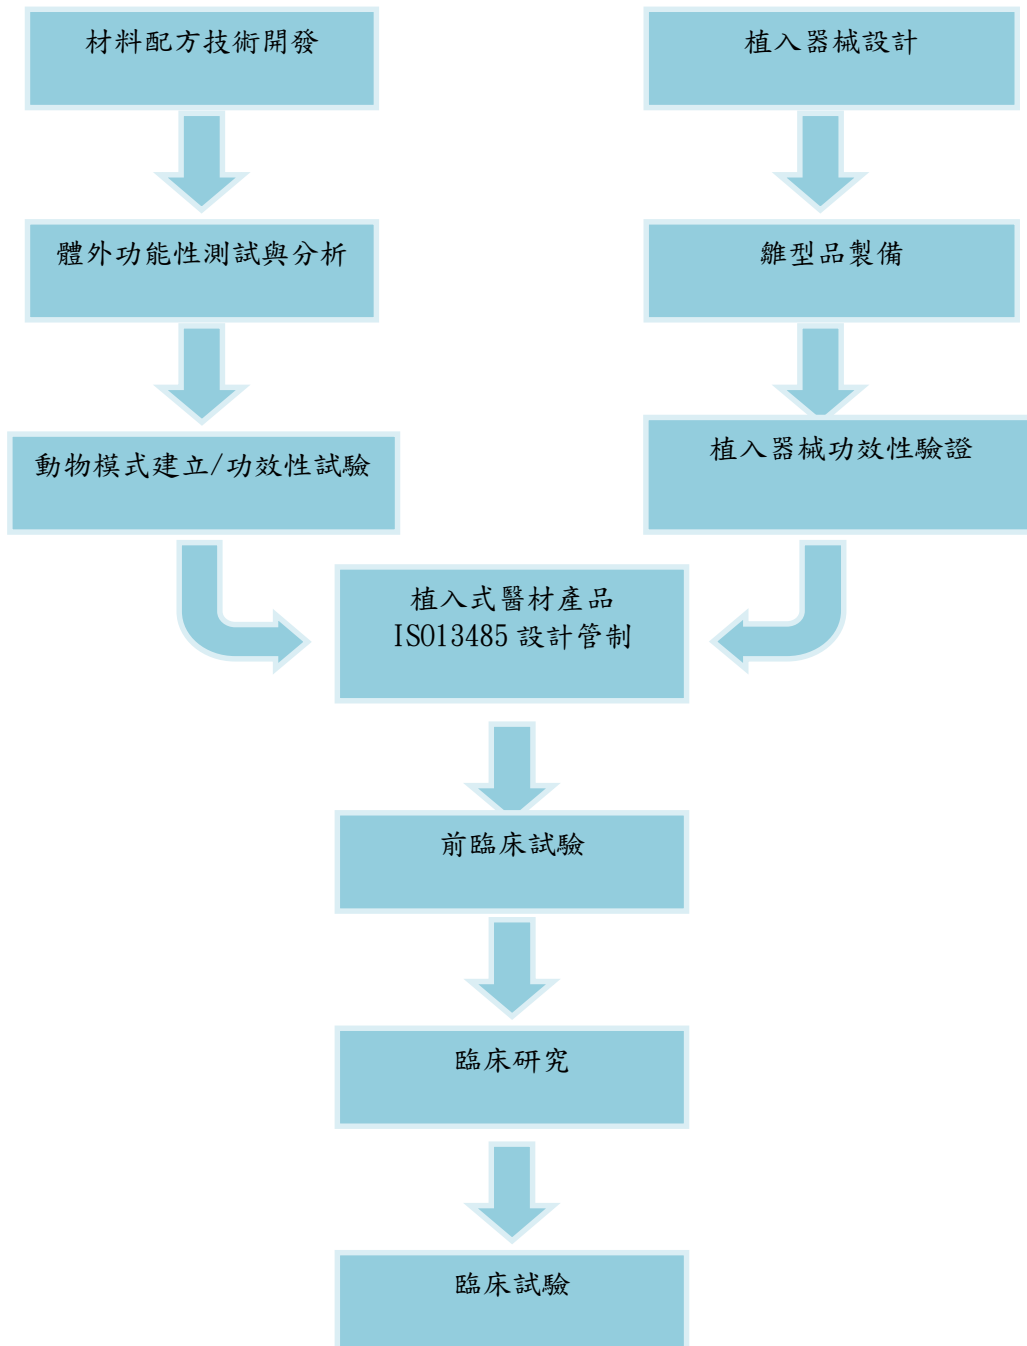 材料配方技術開發
植入器械設計
體外功能性測試與分析
雛型品製備
動物模式建立/功效性試驗
植入器械功效性驗證
植入式醫材產品
ISO13485 設計管制
前臨床試驗
臨床研究
臨床試驗